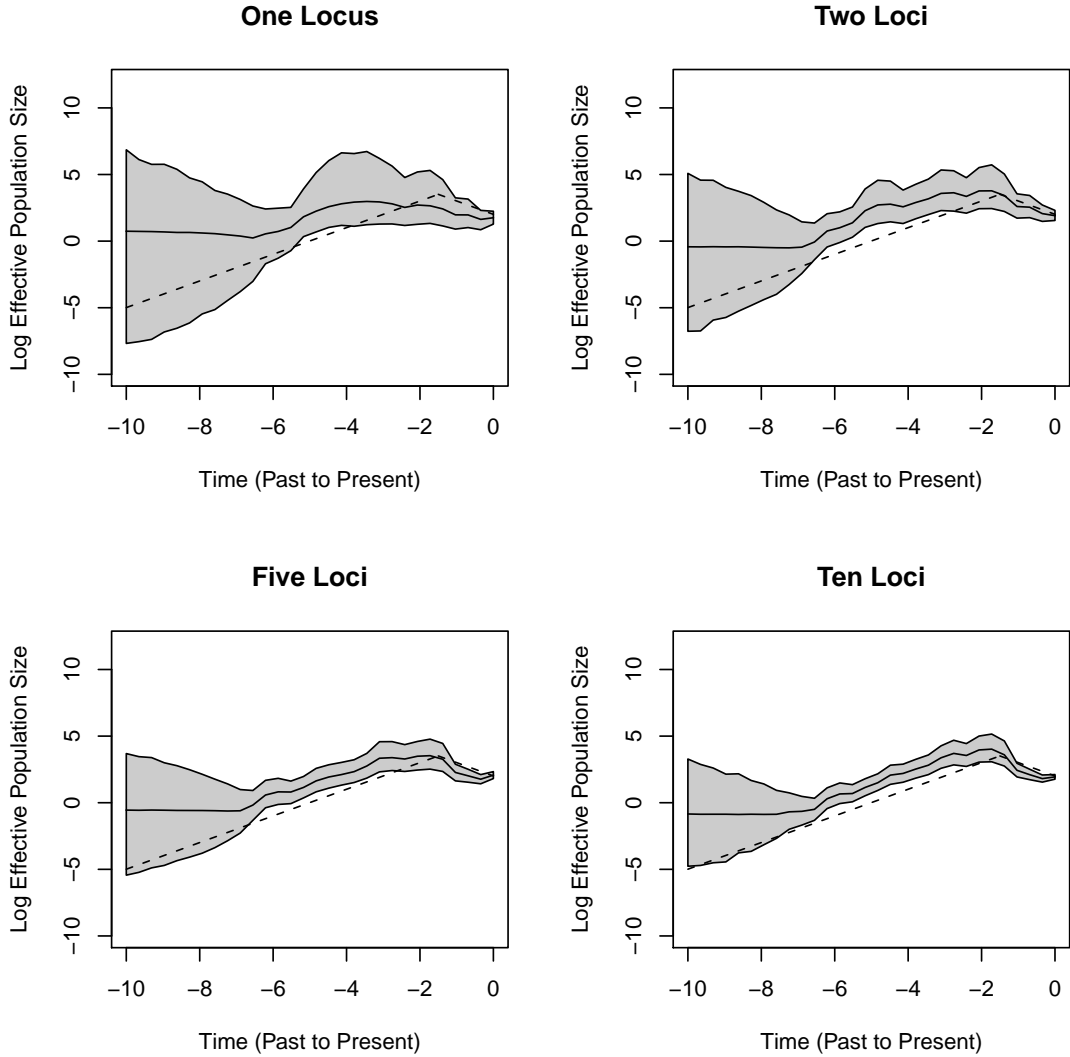 One Locus
Log Effective Population Size
10
5
0
−5
−10
−10 −8 −6 −4 −2 0
Time (Past to Present)
Two Loci
Log Effective Population Size
10
5
0
−5
−10
−10 −8 −6 −4 −2 0
Time (Past to Present)
Five Loci
Log Effective Population Size
10
5
0
−5
−10
−10 −8 −6 −4 −2 0
Time (Past to Present)
Ten Loci
Log Effective Population Size
10
5
0
−5
−10
−10 −8 −6 −4 −2 0
Time (Past to Present)